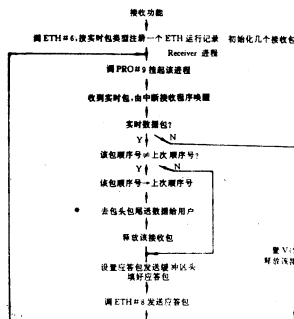 接收功能
调ETH#6,按实时包类型注册一个ETH运行记录 初始化几个接收包
Receiver 进程
调PRO#9挂起该进程
收到实时包,由中断接收程序唤醒
实时数据包?
Y N
该包顺序号≠上次顺序号?
Y N
该包顺序号→上次顺序号
去包头包尾送数据给用户
释放该接收包
置V
释放该
设置应答包发送缓冲区头
填好应答包
调ETH#8发送应答包